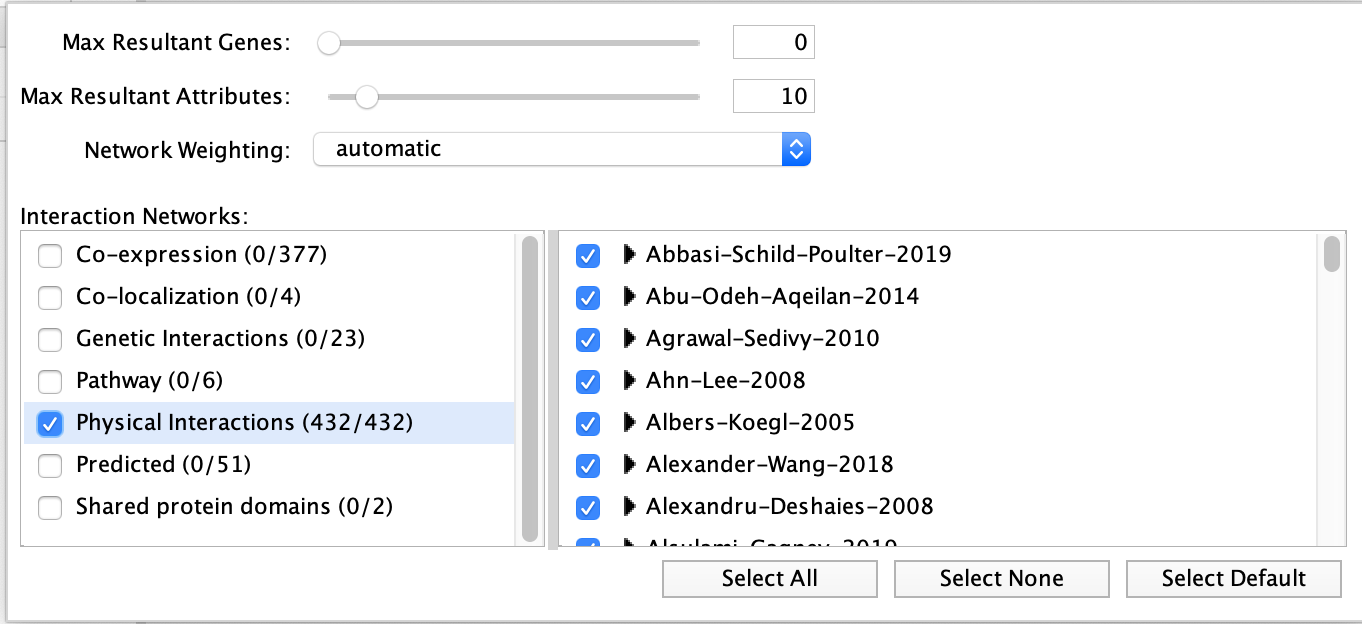 Max Resultant Genes: 0
Max Resultant Attributes: 10
Network Weighting: automatic
Interaction Networks:
Co-expression (0/377)
Co-localization (0/4)
Genetic Interactions (0/23)
Pathway (0/6)
Physical Interactions (432/432)
Predicted (0/51)
Shared protein domains (0/2)
Abbasi-Schild-Poulter-2019
Abu-Odeh-Aqeilan-2014
Agrawal-Sedivy-2010
Ahn-Lee-2008
Albers-Koegl-2005
Alexander-Wang-2018
Alexandru-Deshaies-2008
Select All Select None Select Default